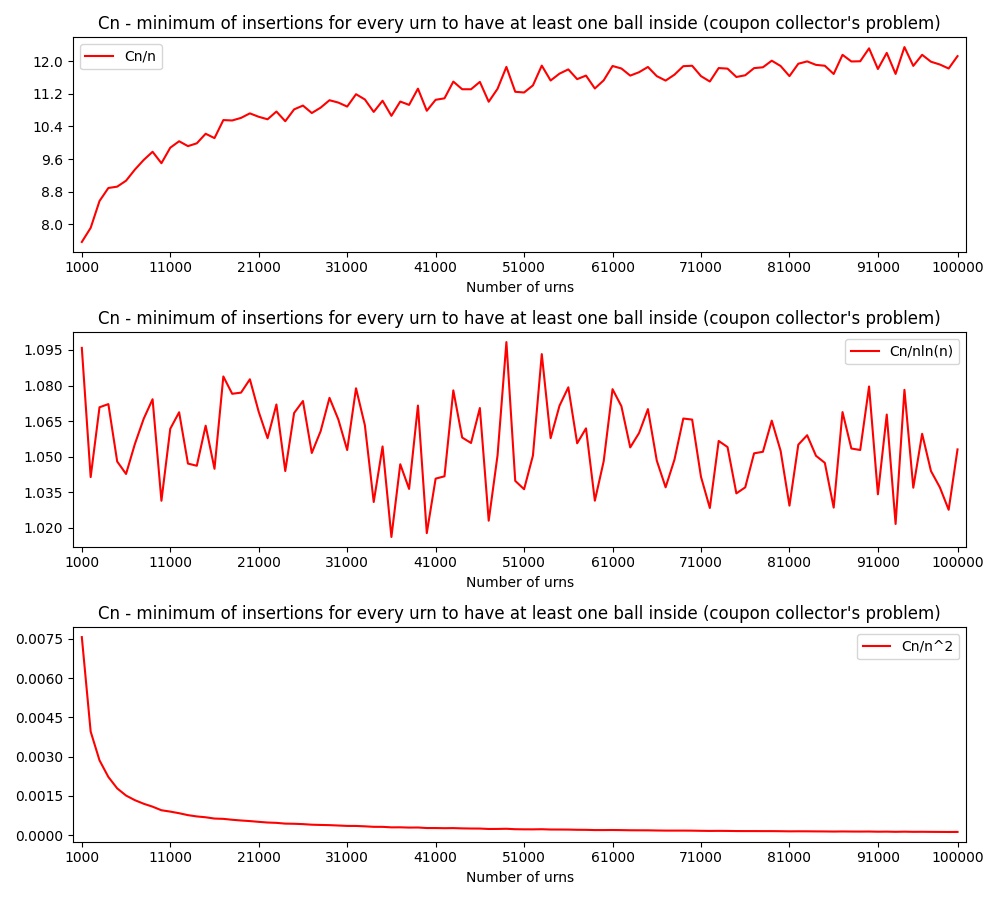 Cn - minimum of insertions for every urn to have at least one ball inside (coupon collector's problem)
12.0
11.2
10.4
9.6
8.8
8.0
Cn/n
1000 11000 21000 31000 41000 51000 61000 71000 81000 91000 100000
Number of urns
Cn - minimum of insertions for every urn to have at least one ball inside (coupon collector's problem)
1.095
1.080
1.065
1.050
1.035
1.020
Cn/nln(n)
1000 11000 21000 31000 41000 51000 61000 71000 81000 91000 100000
Number of urns
Cn - minimum of insertions for every urn to have at least one ball inside (coupon collector's problem)
0.0075
0.0060
0.0045
0.0030
0.0015
0.0000
Cn/n^2
1000 11000 21000 31000 41000 51000 61000 71000 81000 91000 100000
Number of urns